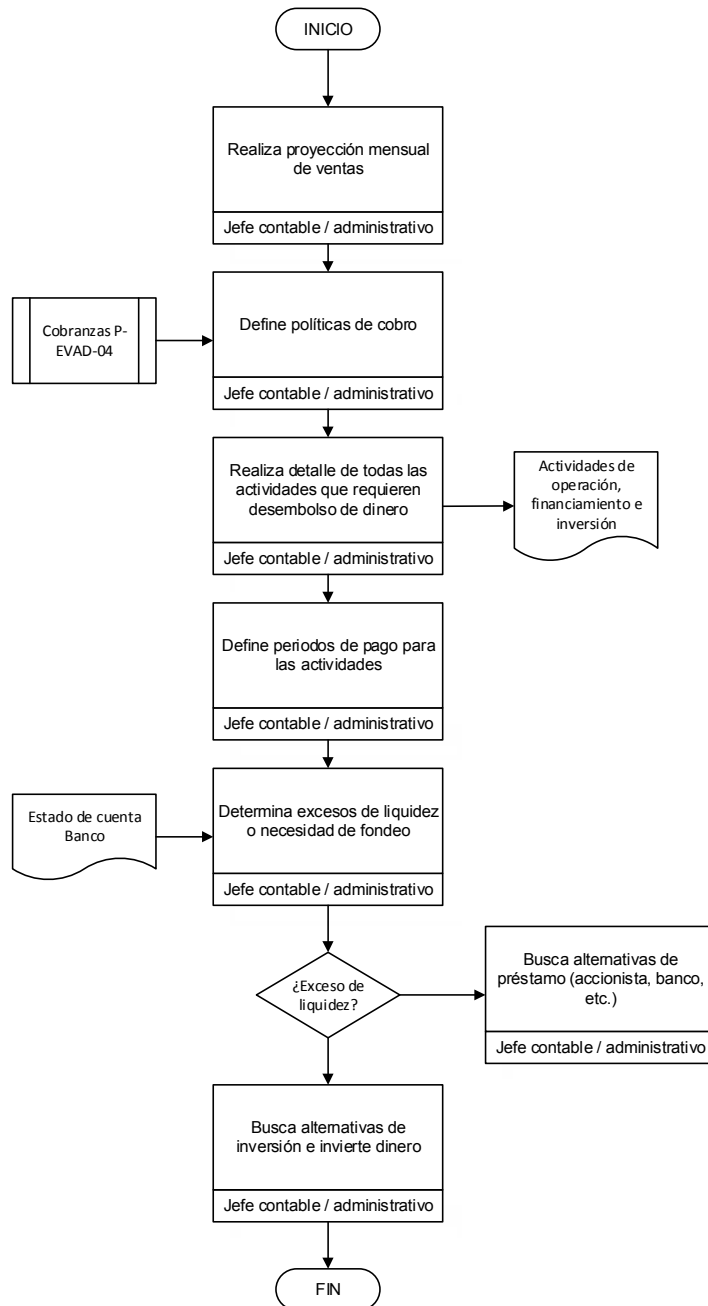 INICIO
Realiza proyección mensual
de ventas
Jefe contable / administrativo
Cobranzas P-
EVAD-04
Define políticas de cobro
Jefe contable / administrativo
Realiza detalle de todas las
actividades que requieren
desembolso de dinero
Jefe contable / administrativo
Actividades de
operación,
financiamiento e
inversión
Define periodos de pago para
las actividades
Jefe contable / administrativo
Estado de cuenta
Banco
Determina excesos de liquidez
o necesidad de fondeo
Jefe contable / administrativo
¿Exceso de
liquidez?
Busca alternativas de
préstamo (accionista, banco,
etc.)
Jefe contable / administrativo
Busca alternativas de
inversión e invierte dinero
Jefe contable / administrativo
FIN